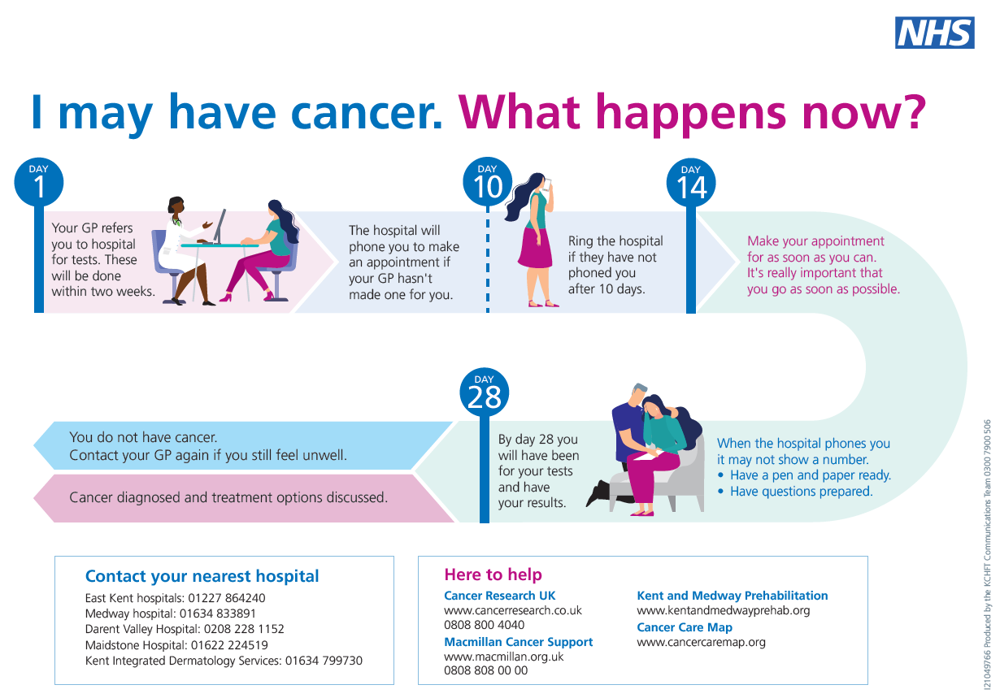 NHS
I may have cancer. What happens now?
DAY
1
Your GP refers
you to hospital
for tests. These
will be done
within two weeks.
The hospital will
phone you to make
an appointment if
your GP hasn't
made one for you.
DAY
10
Ring the hospital
if they have not
phoned you
after 10 days.
DAY
14
Make your appointment
for as soon as you can.
It's really important that
you go as soon as possible.
When the hospital phones you
it may not show a number.
• Have a pen and paper ready.
• Have questions prepared.
DAY
28
By day 28 you
will have been
for your tests
and have
your results.
You do not have cancer.
Contact your GP again if you still feel unwell.
Cancer diagnosed and treatment options discussed.
Contact your nearest hospital
East Kent hospitals: 01227 864240
Medway hospital: 01634 833891
Darent Valley Hospital: 0208 228 1152
Maidstone Hospital: 01622 224519
Kent Integrated Dermatology Services: 01634 799730
Here to help
Cancer Research UK
www.cancerresearch.co.uk
0808 800 4040
Macmillan Cancer Support
www.macmillan.org.uk
0808 808 00 00
Kent and Medway Prehabilitation
www.kentandmedwayprehab.org
Cancer Care Map
www.cancercaremap.org
I21049766 Produced by the KCHFT Communications Team 0300 7900 506